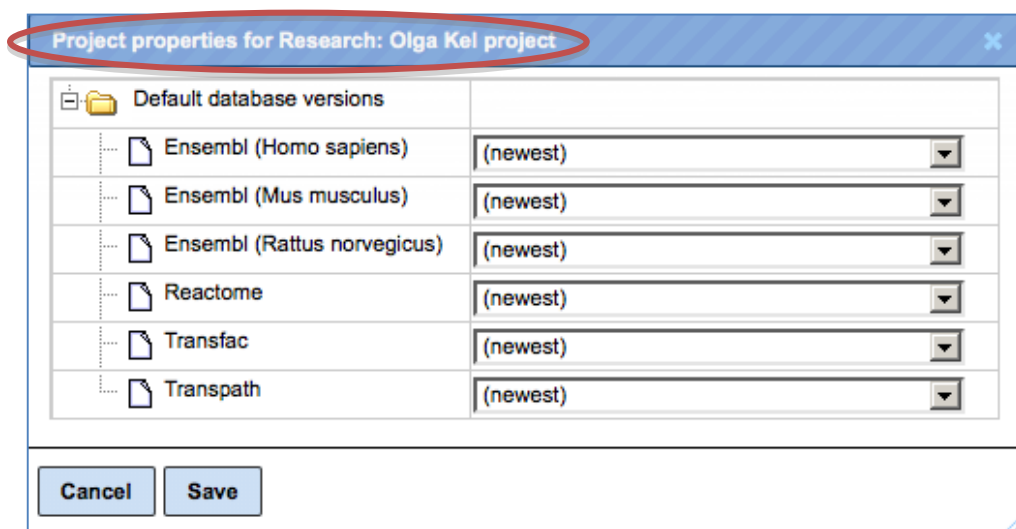 Project properties for Research: Olga Kel project
Default database versions
Ensembl (Homo sapiens) (newest)
Ensembl (Mus musculus) (newest)
Ensembl (Rattus norvegicus) (newest)
Reactome (newest)
Transfac (newest)
Transpath (newest)
Cancel Save